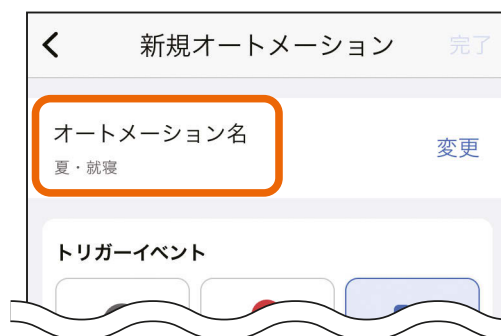 新規オートメーション 完了
オートメーション名
変更
夏・就寝
トリガーイベント